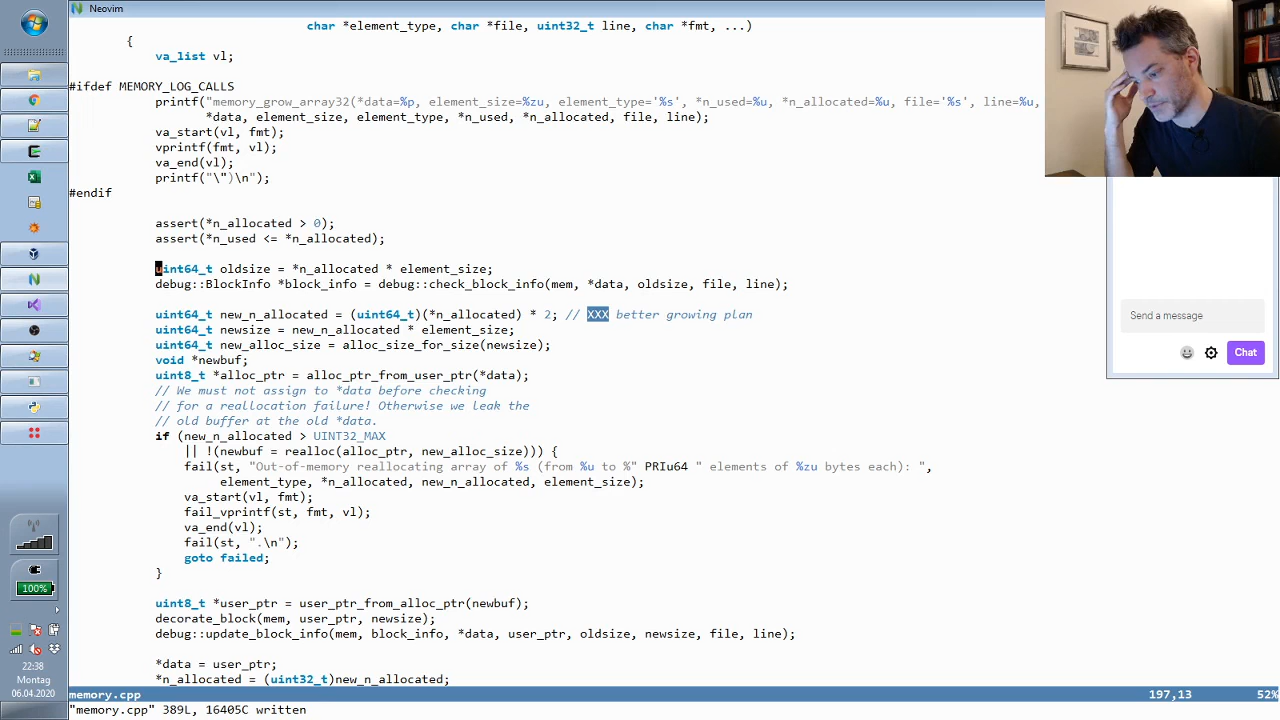 Neovim
char *element_type, char *file, uint32_t line, char *fmt, ...)
{
va_list vl;
#ifdef MEMORY_LOG_CALLS
printf("memory_grow_array32(*data=%p, element_size=%zu, element_type='%s', *n_used=%u, *n_allocated=%u, file='%s', line=%u,
*data, element_size, element_type, *n_used, *n_allocated, file, line);
va_start(vl, fmt);
vprintf(fmt, vl);
va_end(vl);
printf("\")\n");
#endif
assert(*n_allocated > 0);
assert(*n_used <= *n_allocated);
uint64_t oldsize = *n_allocated * element_size;
debug::BlockInfo *block_info = debug::check_block_info(mem, *data, oldsize, file, line);
uint64_t new_n_allocated = (uint64_t)(*n_allocated) * 2; // XXX better growing plan
uint64_t newsize = new_n_allocated * element_size;
uint64_t new_alloc_size = alloc_size_for_size(newsize);
void *newbuf;
uint8_t *alloc_ptr = alloc_ptr_from_user_ptr(*data);
// We must not assign to *data before checking
// for a reallocation failure! Otherwise we leak the
// old buffer at the old *data.
if (new_n_allocated > UINT32_MAX
|| !(newbuf = realloc(alloc_ptr, new_alloc_size))) {
fail(st, "Out-of-memory reallocating array of %s (from %u to %" PRIu64 " elements of %zu bytes each): ",
element_type, *n_allocated, new_n_allocated, element_size);
va_start(vl, fmt);
fail_vprintf(st, fmt, vl);
va_end(vl);
fail(st, ".\n");
goto failed;
}
uint8_t *user_ptr = user_ptr_from_alloc_ptr(newbuf);
decorate_block(mem, user_ptr, newsize);
debug::update_block_info(mem, block_info, *data, user_ptr, oldsize, newsize, file, line);
*data = user_ptr;
*n_allocated = (uint32_t)new_n_allocated;
memory.cpp 197,13 52%
"memory.cpp" 389L, 16405C written
Send a message
Chat
100%
22:38
Montag
06.04.2020